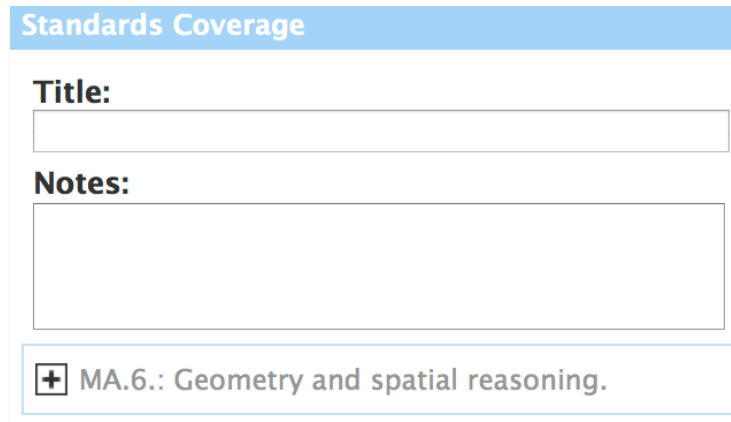 Standards Coverage
Title:
Notes:
MA.6.: Geometry and spatial reasoning.